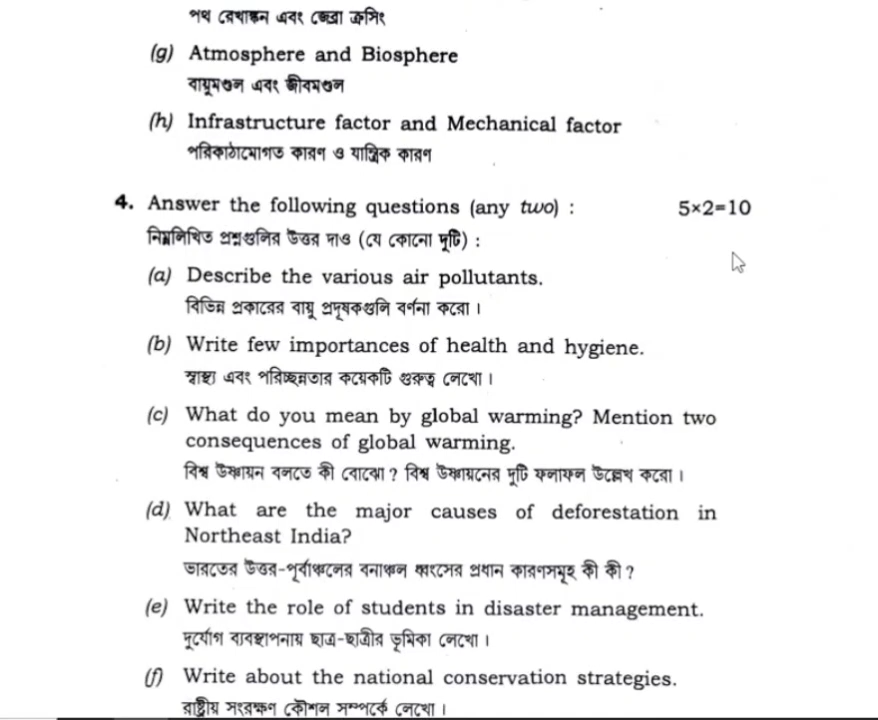 পথ রেখাঙ্কন এবং জেব্রা ক্রসিং
(g) Atmosphere and Biosphere
বায়ুমণ্ডল এবং জীবমণ্ডল
(h) Infrastructure factor and Mechanical factor
পরিকাঠামোগত কারণ ও যান্ত্রিক কারণ
4. Answer the following questions (any two) : 5×2=10
নিম্নলিখিত প্রশ্নগুলির উত্তর দাও (যে কোনো দুটি) :
(a) Describe the various air pollutants.
বিভিন্ন প্রকারের বায়ু প্রদূষকগুলি বর্ণনা করো।
(b) Write few importances of health and hygiene.
স্বাস্থ্য এবং পরিচ্ছন্নতার কয়েকটি গুরুত্ব লেখো।
(c) What do you mean by global warming? Mention two
consequences of global warming.
বিশ্ব উষ্ণায়ন বলতে কী বোঝো? বিশ্ব উষ্ণায়নের দুটি ফলাফল উল্লেখ করো।
(d) What are the major causes of deforestation in
Northeast India?
ভারতের উত্তর-পূর্বাঞ্চলের বনাঞ্চল ধ্বংসের প্রধান কারণসমূহ কী কী?
(e) Write the role of students in disaster management.
দুর্যোগ ব্যবস্থাপনায় ছাত্র-ছাত্রীর ভূমিকা লেখো।
(f) Write about the national conservation strategies.
রাষ্ট্রীয় সংরক্ষণ কৌশল সম্পর্কে লেখো।